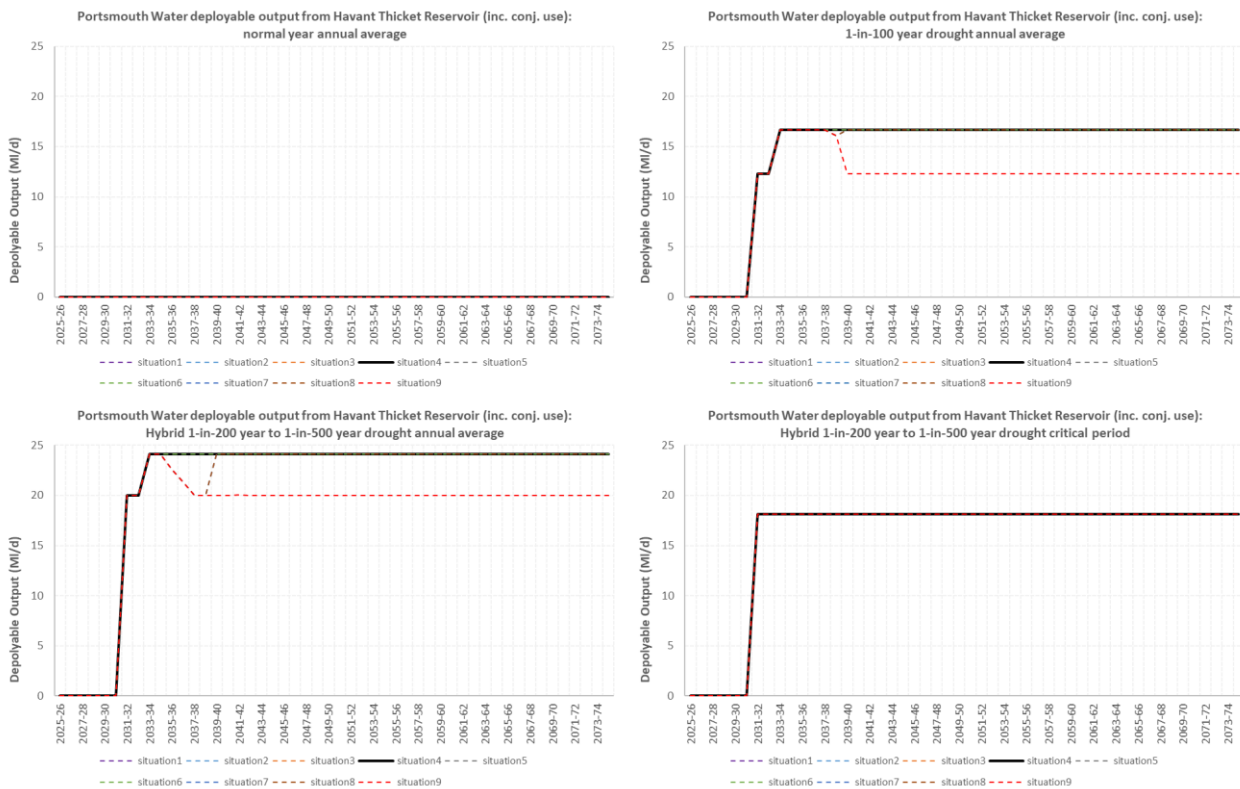 Portsmouth Water deployable output from Havant Thicket Reservoir (inc. conj. use):
normal year annual average
Depolyable Output (Ml/d)
25
20
15
10
5
0
2025-26 2027-28 2029-30 2031-32 2033-34 2035-36 2037-38 2039-40 2041-42 2043-44 2045-46 2047-48 2049-50 2051-52 2053-54 2055-56 2057-58 2059-60 2061-62 2063-64 2065-66 2067-68 2069-70 2071-72 2073-74
situation1 situation2 situation3 situation4 situation5
situation6 situation7 situation8 situation9
Portsmouth Water deployable output from Havant Thicket Reservoir (inc. conj. use):
1-in-100 year drought annual average
Depolyable Output (Ml/d)
25
20
15
10
5
0
2025-26 2027-28 2029-30 2031-32 2033-34 2035-36 2037-38 2039-40 2041-42 2043-44 2045-46 2047-48 2049-50 2051-52 2053-54 2055-56 2057-58 2059-60 2061-62 2063-64 2065-66 2067-68 2069-70 2071-72 2073-74
situation1 situation2 situation3 situation4 situation5
situation6 situation7 situation8 situation9
Portsmouth Water deployable output from Havant Thicket Reservoir (inc. conj. use):
Hybrid 1-in-200 year to 1-in-500 year drought annual average
Depolyable Output (Ml/d)
25
20
15
10
5
0
2025-26 2027-28 2029-30 2031-32 2033-34 2035-36 2037-38 2039-40 2041-42 2043-44 2045-46 2047-48 2049-50 2051-52 2053-54 2055-56 2057-58 2059-60 2061-62 2063-64 2065-66 2067-68 2069-70 2071-72 2073-74
situation1 situation2 situation3 situation4 situation5
situation6 situation7 situation8 situation9
Portsmouth Water deployable output from Havant Thicket Reservoir (inc. conj. use):
Hybrid 1-in-200 year to 1-in-500 year drought critical period
Depolyable Output (Ml/d)
25
20
15
10
5
0
2025-26 2027-28 2029-30 2031-32 2033-34 2035-36 2037-38 2039-40 2041-42 2043-44 2045-46 2047-48 2049-50 2051-52 2053-54 2055-56 2057-58 2059-60 2061-62 2063-64 2065-66 2067-68 2069-70 2071-72 2073-74
situation1 situation2 situation3 situation4 situation5
situation6 situation7 situation8 situation9